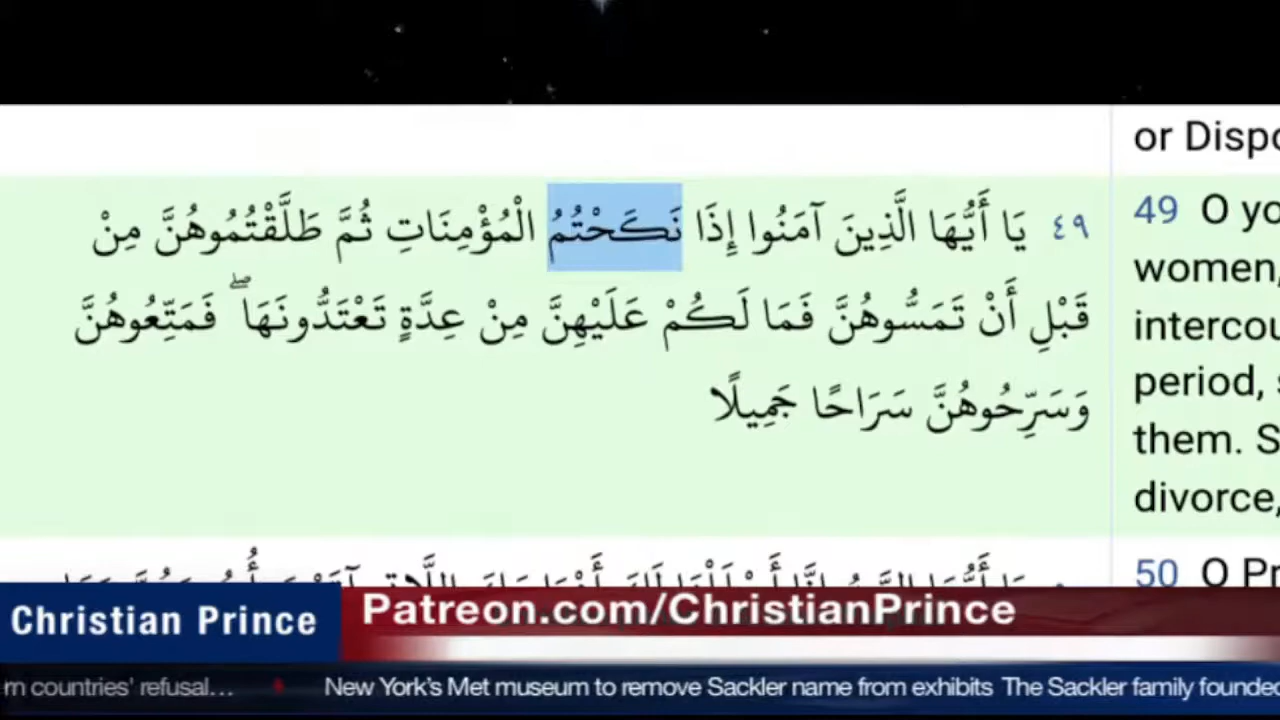 or Disp
٤٩ يَا أَيُّهَا الَّذِينَ آمَنُوا إِذَا نَكَحْتُمُ الْمُؤْمِنَاتِ ثُمَّ طَلَّقْتُمُوهُنَّ مِنْ
قَبْلِ أَنْ تَمَسُّوهُنَّ فَمَا لَكُمْ عَلَيْهِنَّ مِنْ عِدَّةٍ تَعْتَدُّونَهَا ۖ فَمَتِّعُوهُنَّ
وَسَرِّحُوهُنَّ سَرَاحًا جَمِيلًا
49 O yo
women,
intercou
period,
them. S
divorce,
50 O Pr
Christian Prince
Patreon.com/ChristianPrince
rn countries' refusal...
New York's Met museum to remove Sackler name from exhibits The Sackler family founded